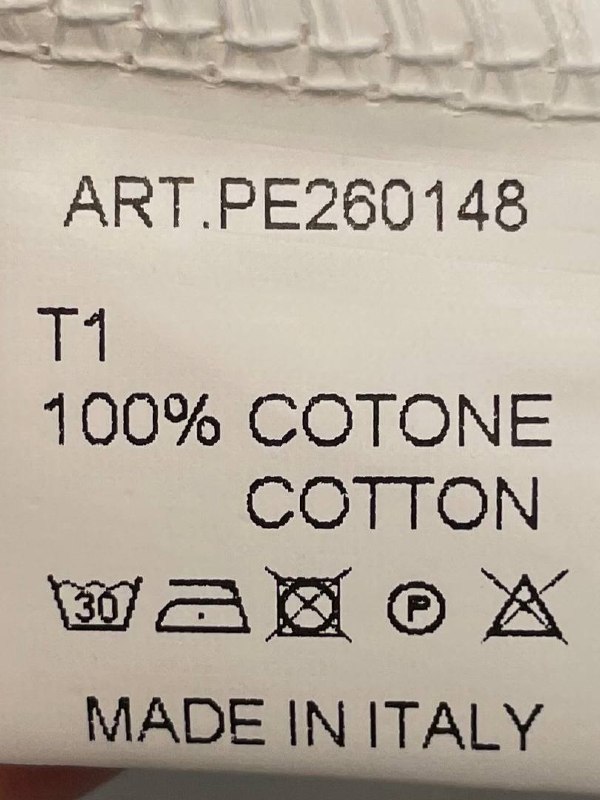 ART.PE260148
T1
100% COTONE
COTTON
30 P
MADE IN ITALY